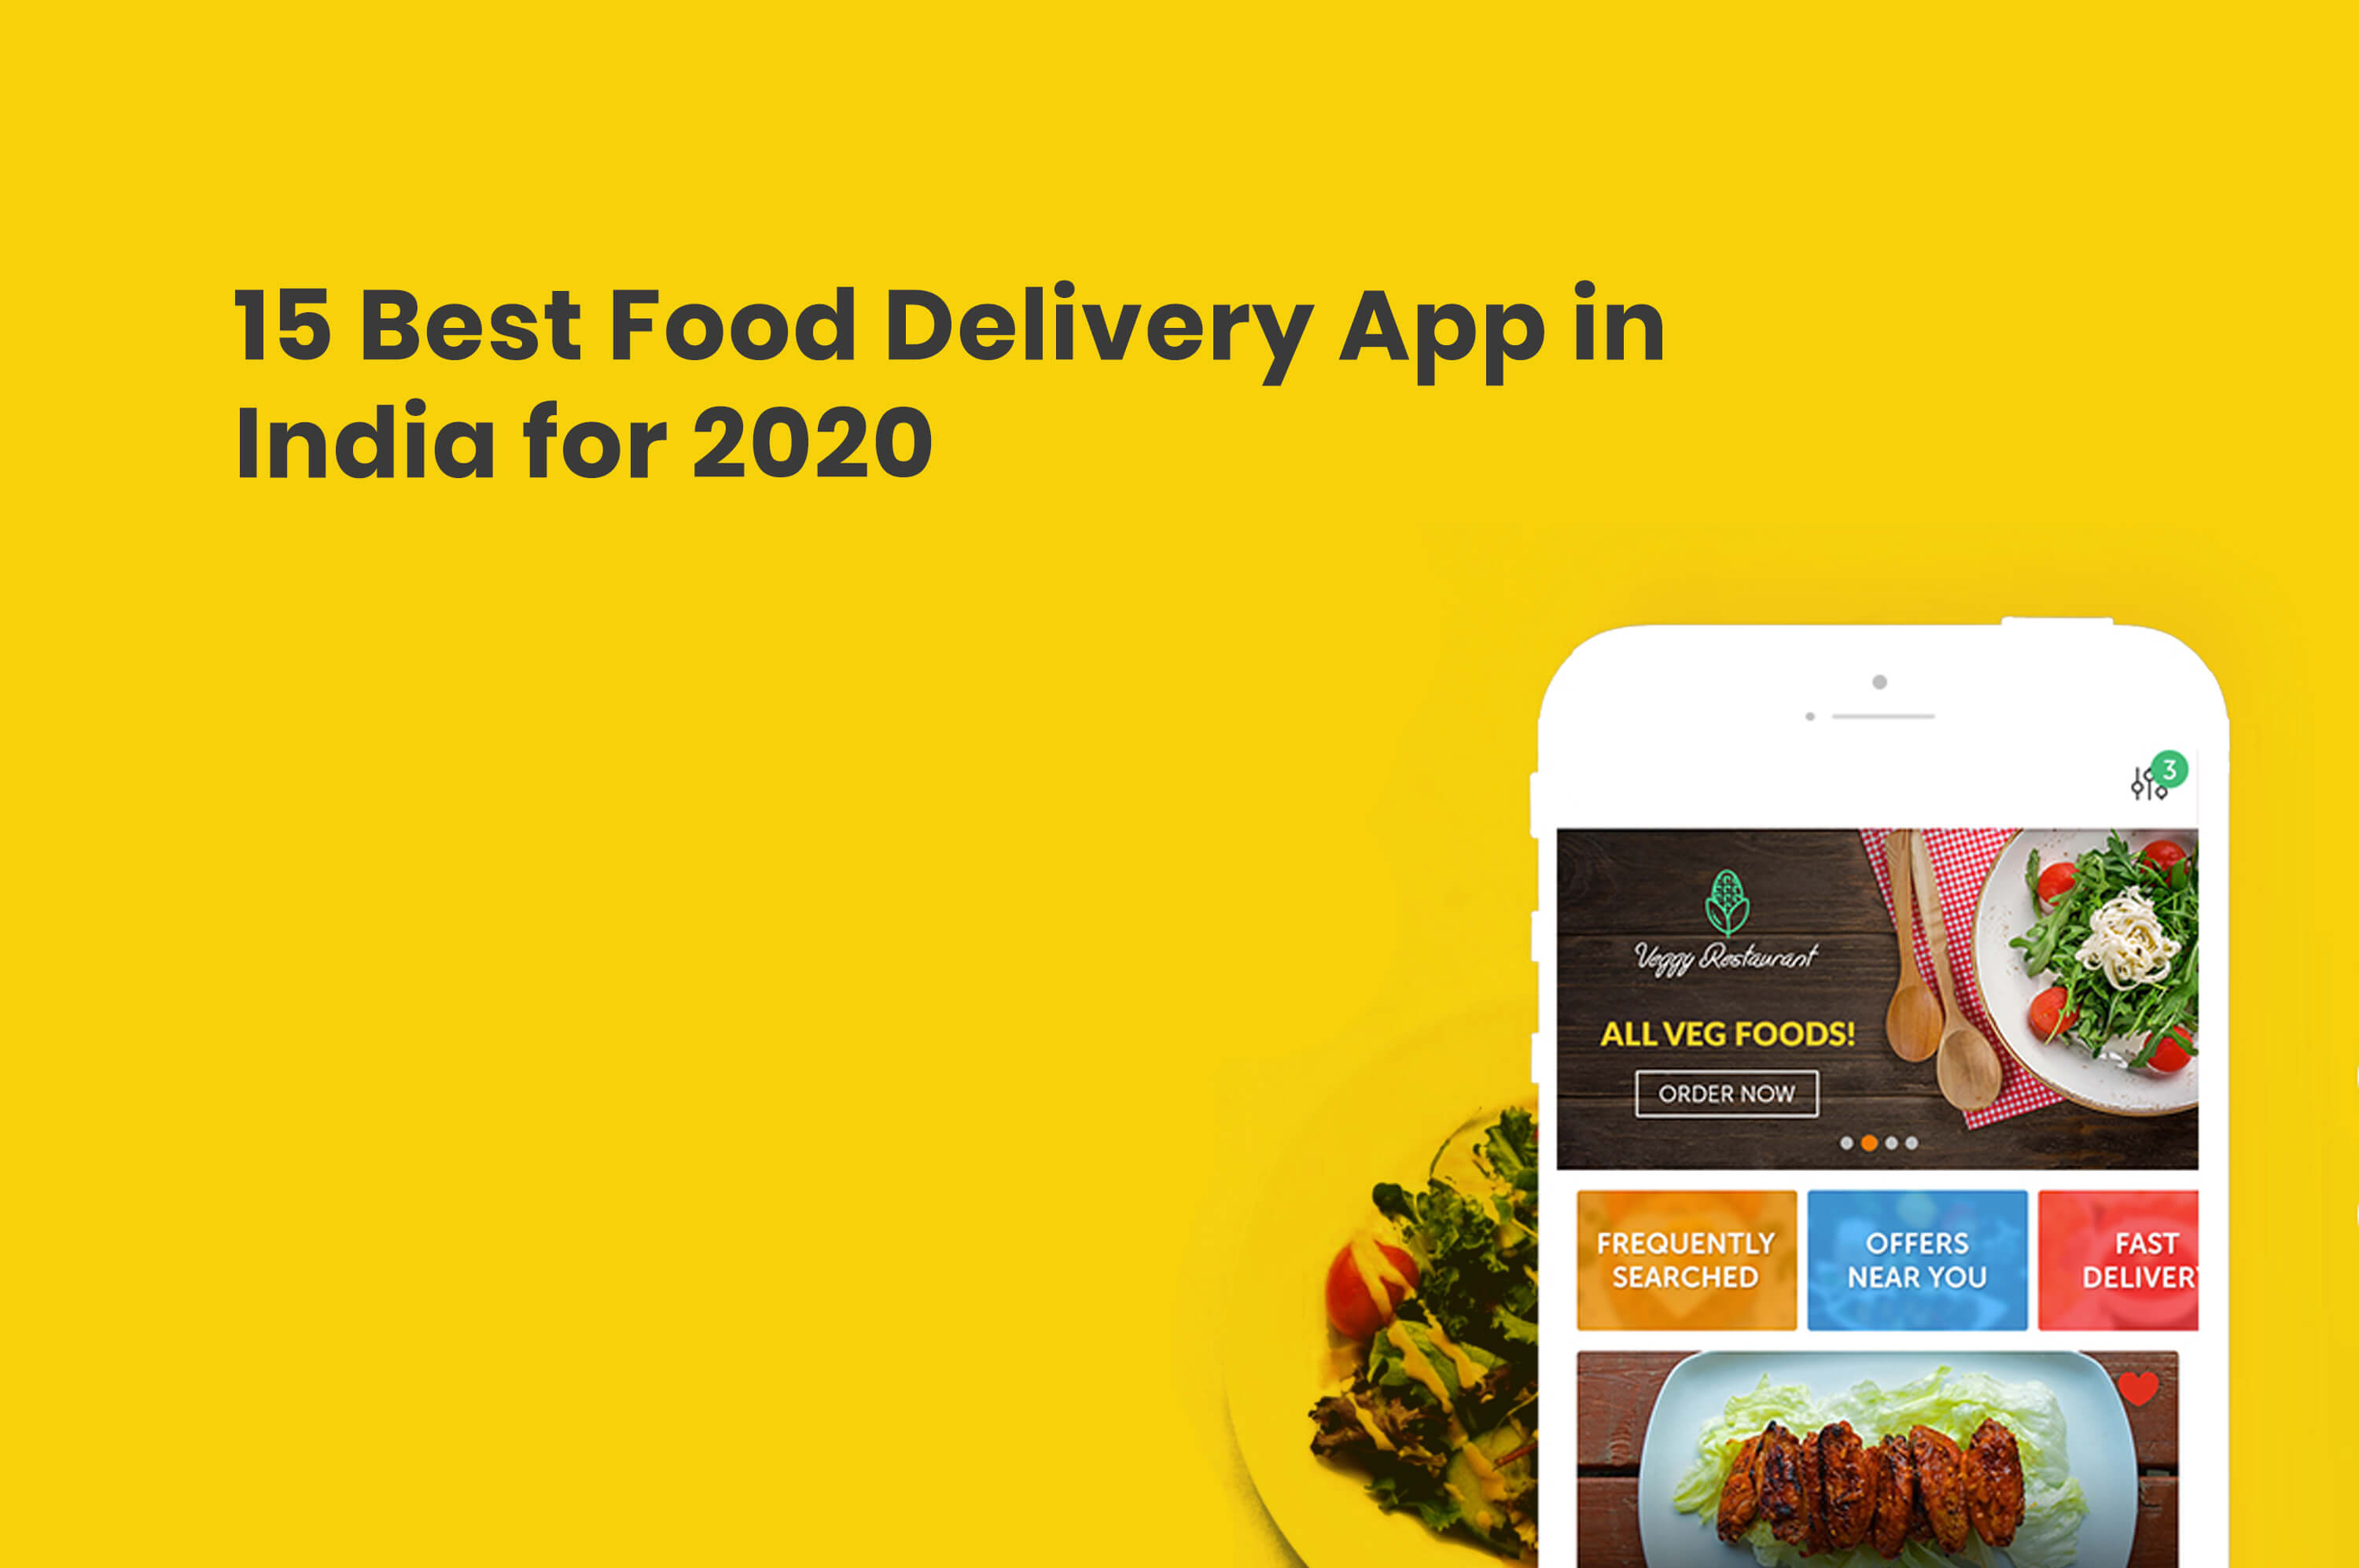 15 Best Food Delivery App in
India for 2020
3
Veggy Restaurant
ALL VEG FOODS!
ORDER NOW
FREQUENTLY
SEARCHED
OFFERS
NEAR YOU
FAST
DELIVERY